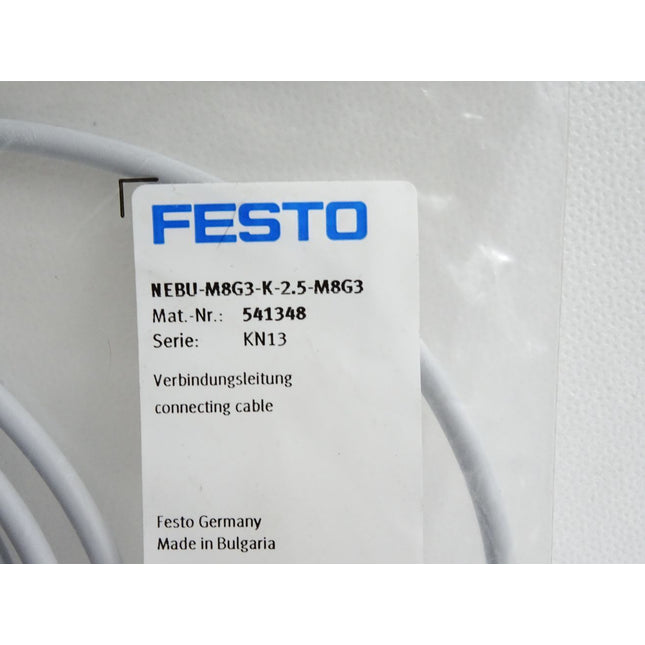 FESTO
NEBU-M8G3-K-2.5-M8G3
Mat.-Nr.: 541348
Serie: KN13
Verbindungsleitung
connecting cable
Festo Germany
Made in Bulgaria